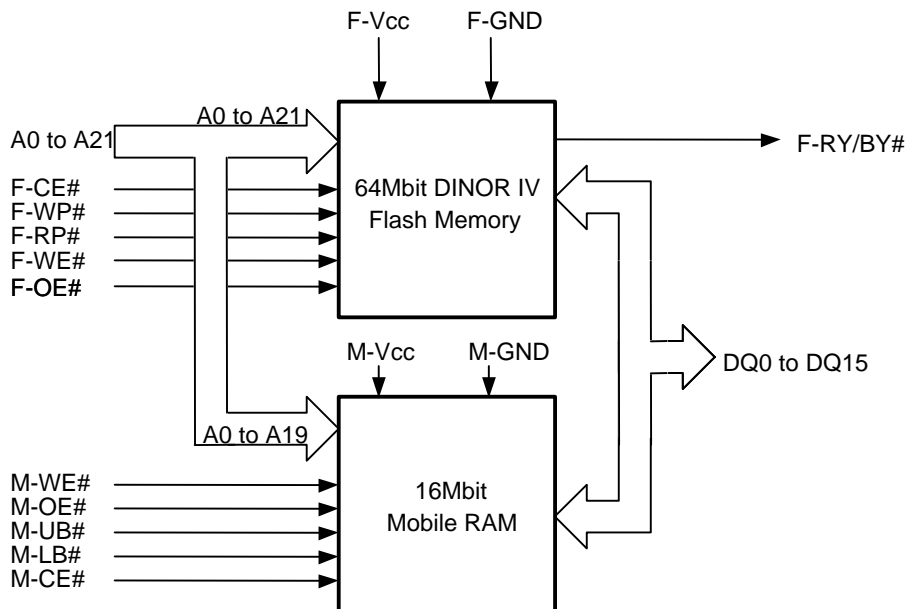 F-Vcc
F-GND
A0 to A21
A0 to A21
F-RY/BY#
F-CE#
F-WP#
F-RP#
F-WE#
F-OE#
64Mbit DINOR IV
Flash Memory
M-Vcc
M-GND
DQ0 to DQ15
A0 to A19
M-WE#
M-OE#
M-UB#
M-LB#
M-CE#
16Mbit
Mobile RAM